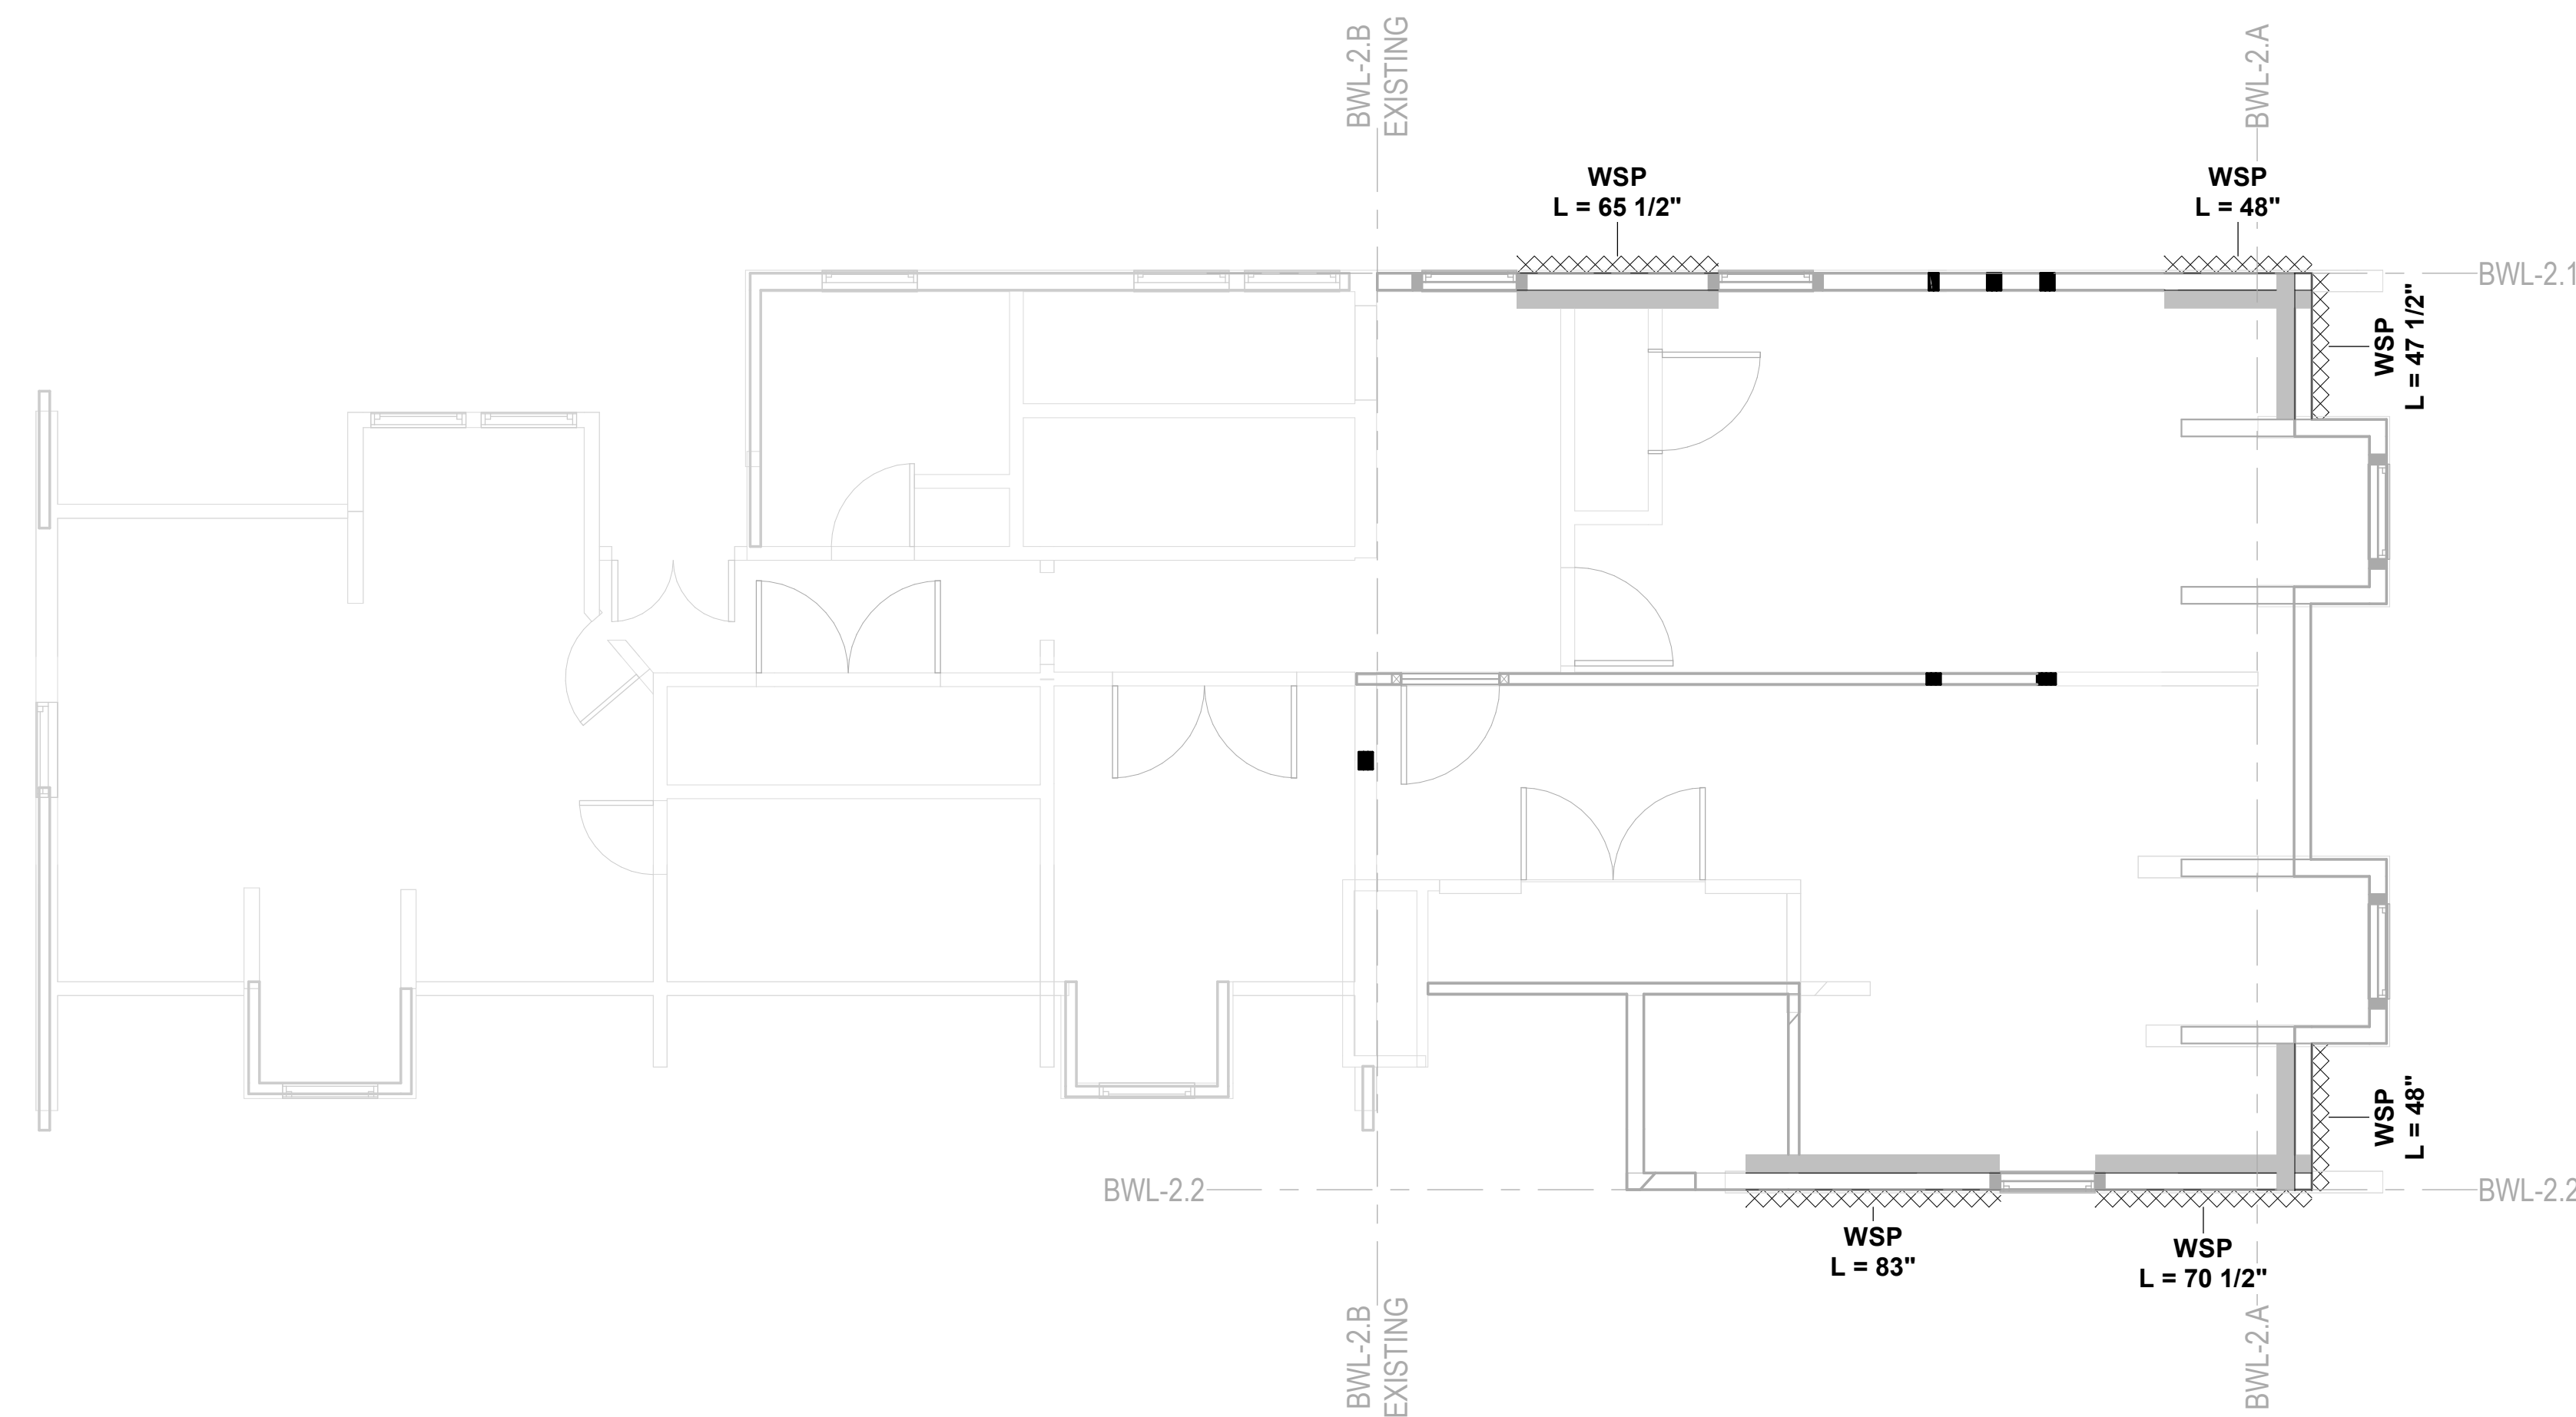 BWL-2.B
EXISTING
BWL-2.A
WSP
L = 65 1/2"
WSP
L = 48"
BWL-2.1
WSP
L = 47 1/2"
WSP
L = 48"
BWL-2.2
BWL-2.2
WSP
L = 83"
WSP
L = 70 1/2"
BWL-2.B
EXISTING
BWL-2.A